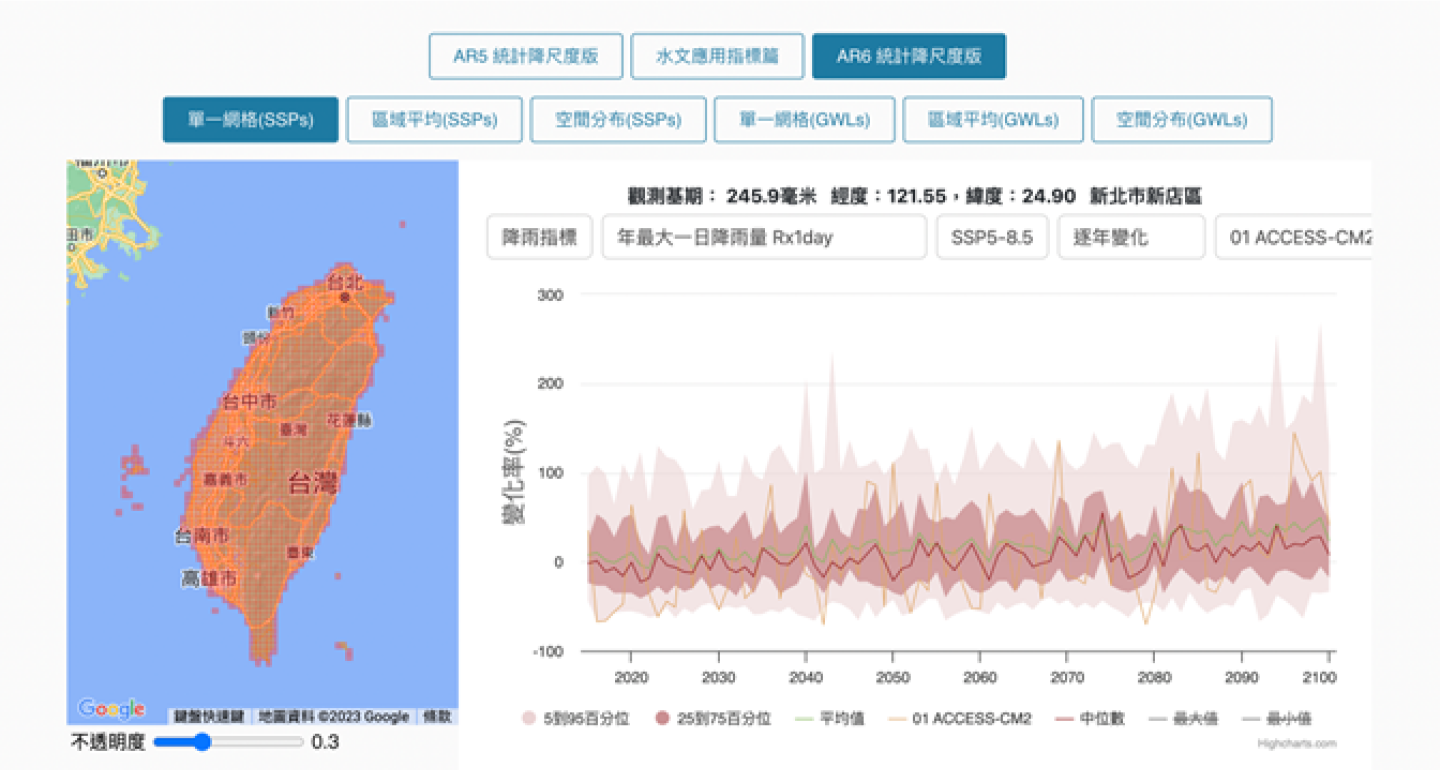 AR5 統計降尺度版 水文應用指標篇 AR6 統計降尺度版
單一網格(SSPs) 區域平均(SSPs) 空間分布(SSPs) 單一網格(GWLs) 區域平均(GWLs) 空間分布(GWLs)
田市
台北
新竹
頭份
台中市
花蓮縣
臺灣
斗六
嘉義市
台灣
台南市
臺東
高雄市
Google
鍵盤快速鍵 地圖資料 ©2023 Google 條款
不透明度 0.3
觀測基期： 245.9毫米 經度：121.55，緯度：24.90 新北市新店區
降雨指標 年最大一日降雨量 Rx1day SSP5-8.5 逐年變化 01 ACCESS-CM2
變化率(%)
300
200
100
0
-100
2020 2030 2040 2050 2060 2070 2080 2090 2100
5到95百分位 25到75百分位 平均值 01 ACCESS-CM2 中位數 最大值 最小值
Highcharts.com